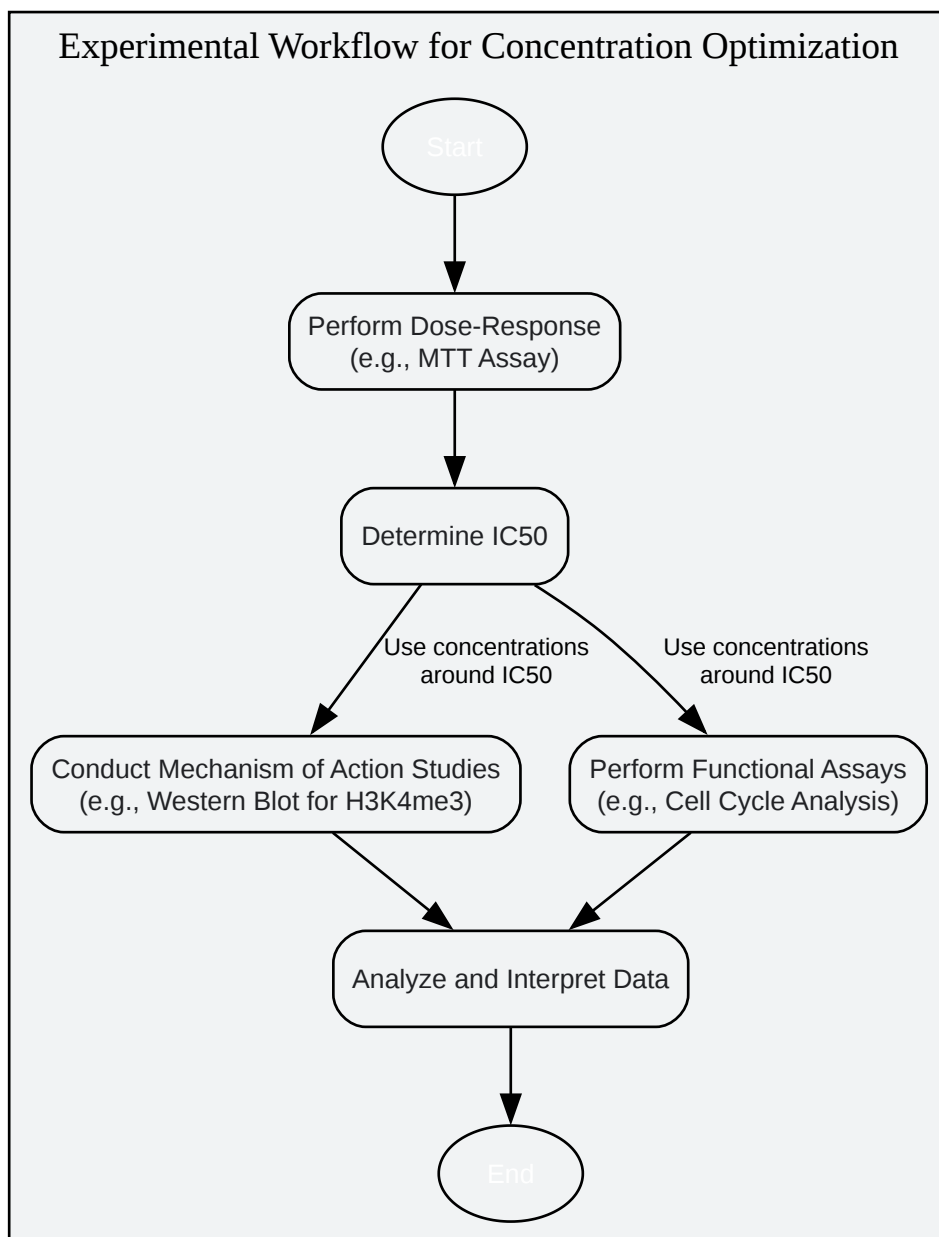 Experimental Workflow for Concentration Optimization
Start
Perform Dose-Response
(e.g., MTT Assay)
Determine IC50
Use concentrations
around IC50
Use concentrations
around IC50
Conduct Mechanism of Action Studies
(e.g., Western Blot for H3K4me3)
Perform Functional Assays
(e.g., Cell Cycle Analysis)
Analyze and Interpret Data
End